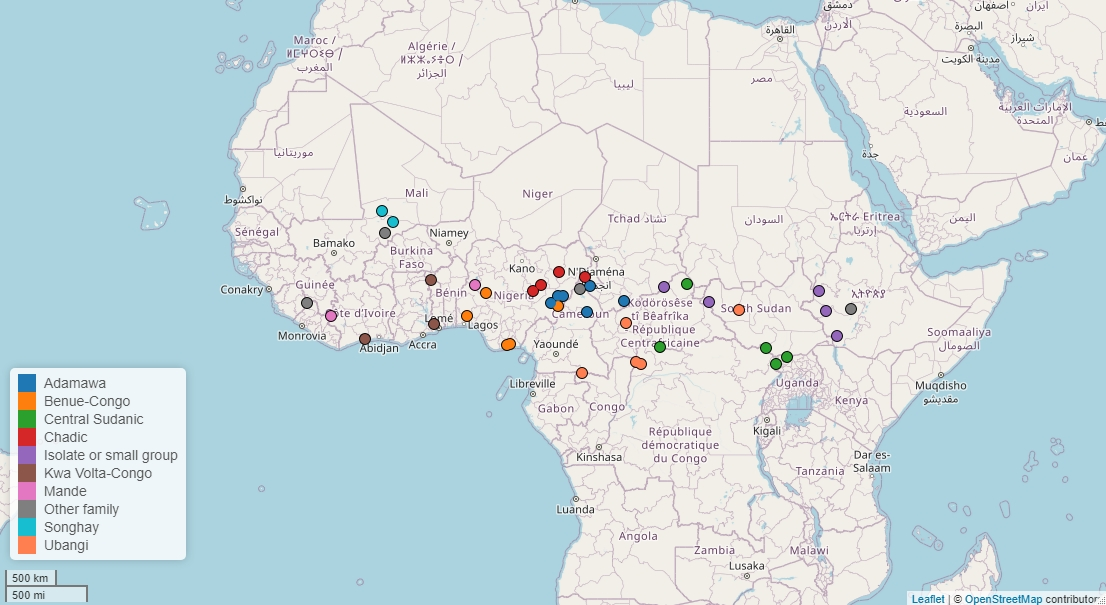 دمشق
اصفهان
ایران
Maroc /
ⵍⵎⵖⵔⵉⴱ /
المغرب
Algérie /
ⵍⵣⵣⴰⵢⵔ /
الجزائر
القاهرة
الأردن
البصرة
شیراز
مدينة الكويت
ليبيا
مصر
السعودية
الإمارات العربية
المتحدة
موريتانيا
جدة
عمان
نواكشوط
Mali
Niger
Tchad تشاد
السودان
ኤርትራ Eritrea
إرتريا
اليمن
Sénégal
Bamako
Niamey
Burkina
Faso
Kano
N'Djaména
انجمينا
Conakry
Guinée
Bénin
Nigeria
Ködörösêse
tî Bêafrîka
- République
Centrafricaine
South Sudan
ኢትዮጵያ
Côte d'Ivoire
Lomé
Lagos
Cameroun
Monrovia
Abidjan
Accra
Yaoundé
Soomaaliya
الصومال
Libreville
Uganda
Kenya
Muqdisho
مقديشو
Gabon
Congo
Kigali
République
démocratique
du Congo
Kinshasa
Dar es-
Salaam
Tanzania
Luanda
Angola
Zambia
Malawi
Lusaka
Adamawa
Benue-Congo
Central Sudanic
Chadic
Isolate or small group
Kwa Volta-Congo
Mande
Other family
Songhay
Ubangi
500 km
500 mi
Leaflet | © OpenStreetMap contributors